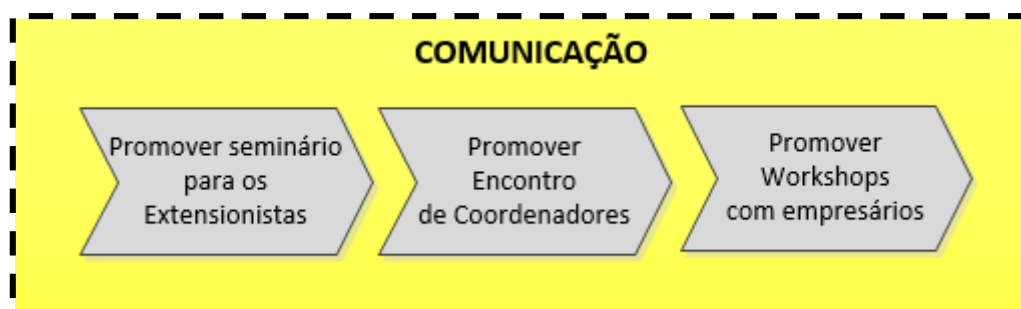 COMUNICAÇÃO
Promover seminário
para os
Extensionistas
Promover
Encontro
de Coordenadores
Promover
Workshops
com empresários